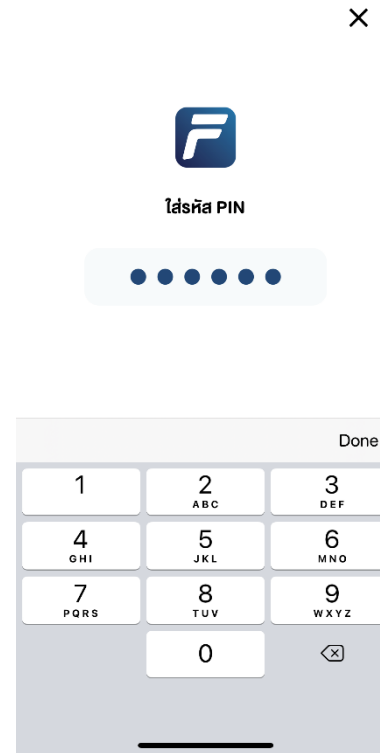 F
ใส่รหัส PIN
Done
1 2 3
ABC DEF
4 5 6
GHI JKL MNO
7 8 9
PQRS TUV WXYZ
0